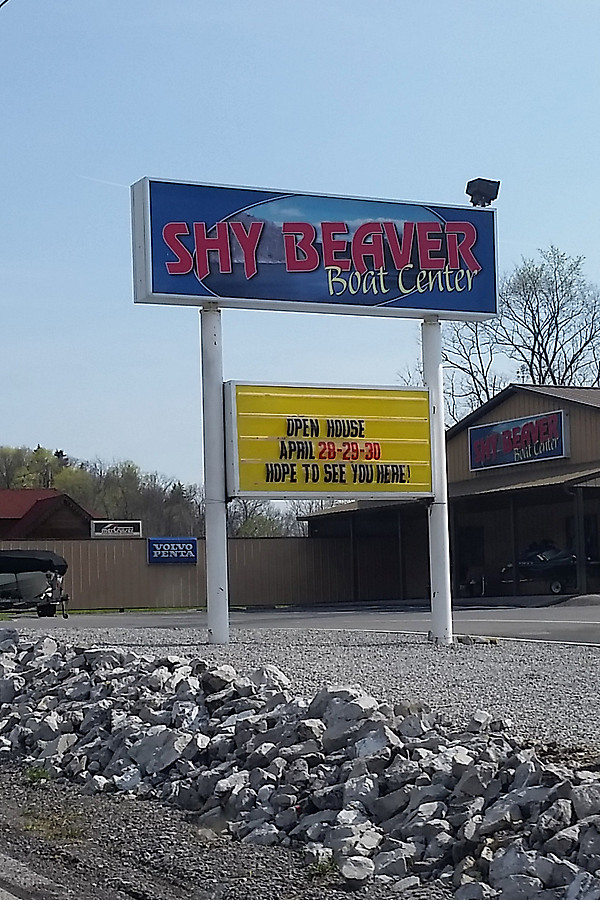 SHY BEAVER
Boat Center
OPEN HOUSE
APRIL 28-29-30
HOPE TO SEE YOU HERE!
SHY BEAVER
Boat Center
merCruiser
VOLVO
PENTA